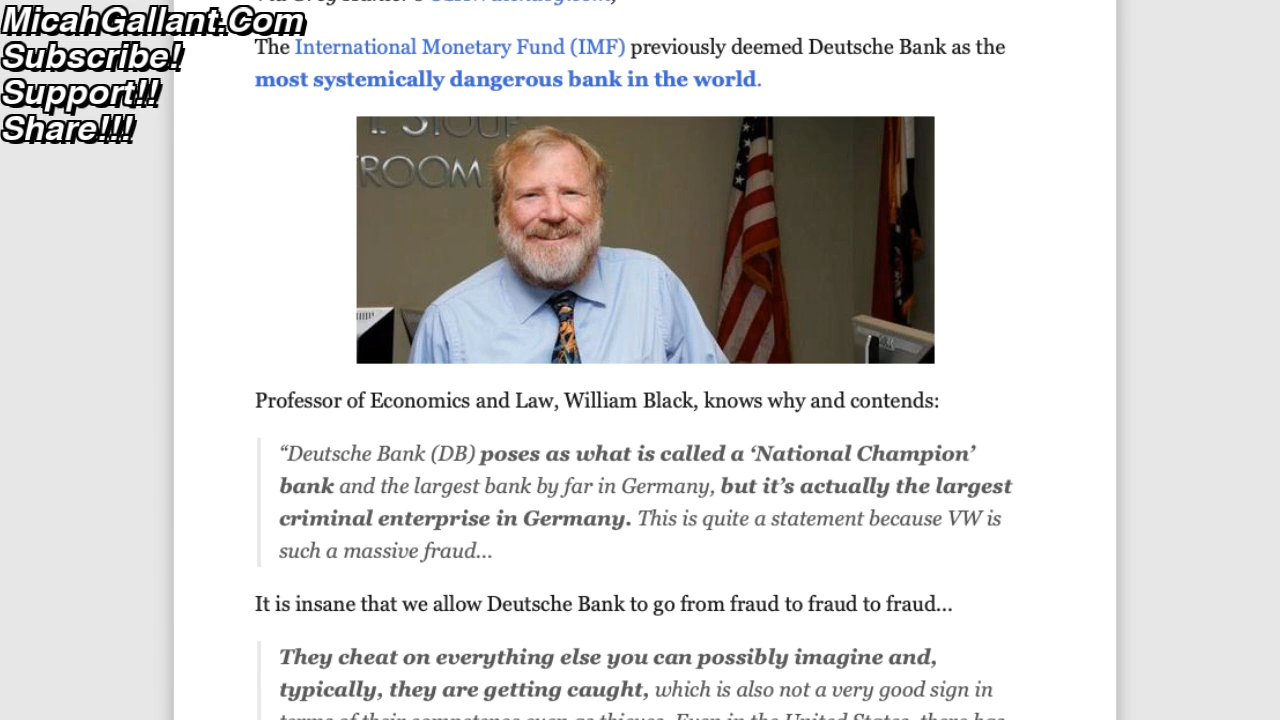 MicahGallant.Com
Subscribe!
Support!!
Share!!!
The International Monetary Fund (IMF) previously deemed Deutsche Bank as the
most systemically dangerous bank in the world.
ROOM
Professor of Economics and Law, William Black, knows why and contends:
“Deutsche Bank (DB) poses as what is called a ‘National Champion’
bank and the largest bank by far in Germany, but it’s actually the largest
criminal enterprise in Germany. This is quite a statement because VW is
such a massive fraud...
It is insane that we allow Deutsche Bank to go from fraud to fraud to fraud...
They cheat on everything else you can possibly imagine and,
typically, they are getting caught, which is also not a very good sign in